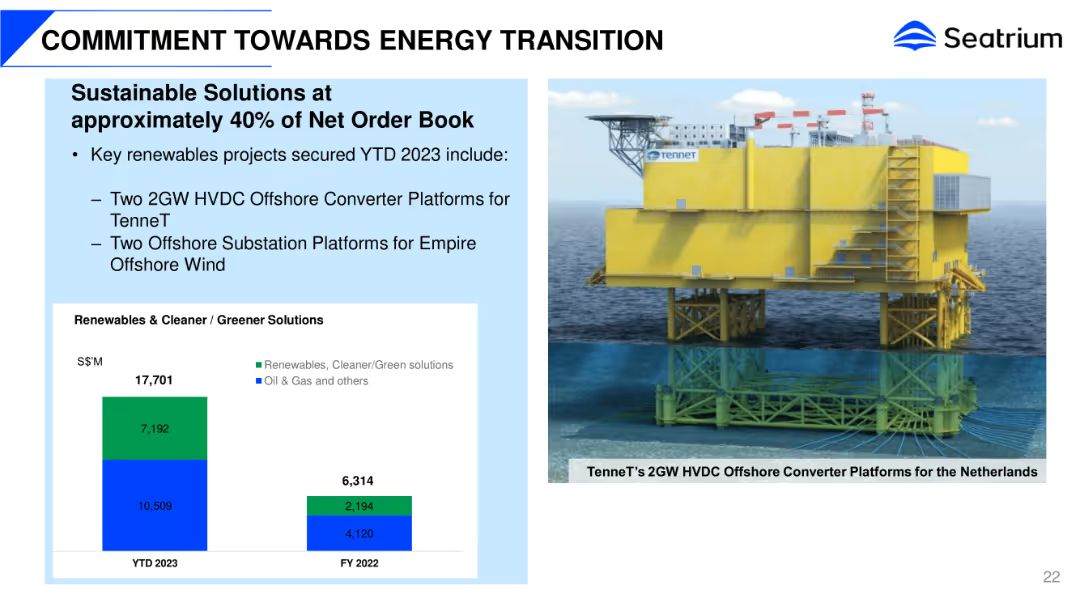 COMMITMENT TOWARDS ENERGY TRANSITION
Seatrium
Sustainable Solutions at
approximately 40% of Net Order Book
• Key renewables projects secured YTD 2023 include:
– Two 2GW HVDC Offshore Converter Platforms for
TenneT
– Two Offshore Substation Platforms for Empire
Offshore Wind
Renewables & Cleaner / Greener Solutions
S$'M
Renewables, Cleaner/Green solutions
Oil & Gas and others
17,701
7,192
10,509
6,314
2,194
4,120
YTD 2023
FY 2022
TenneT
TenneT's 2GW HVDC Offshore Converter Platforms for the Netherlands
22